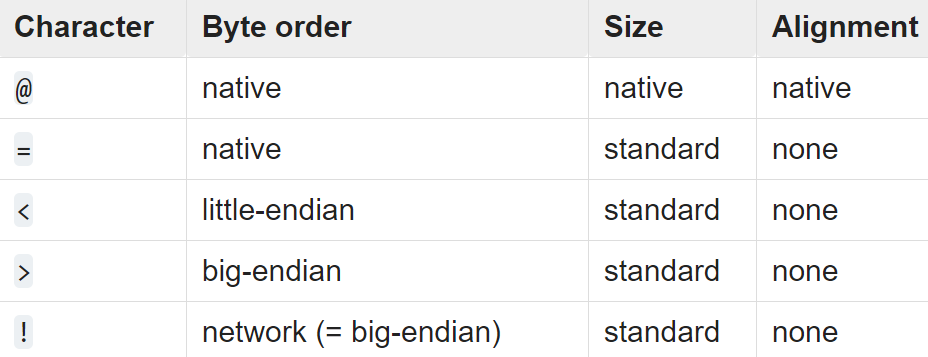 Character Byte order Size Alignment
@ native native native
= native standard none
< little-endian standard none
> big-endian standard none
! network (= big-endian) standard none